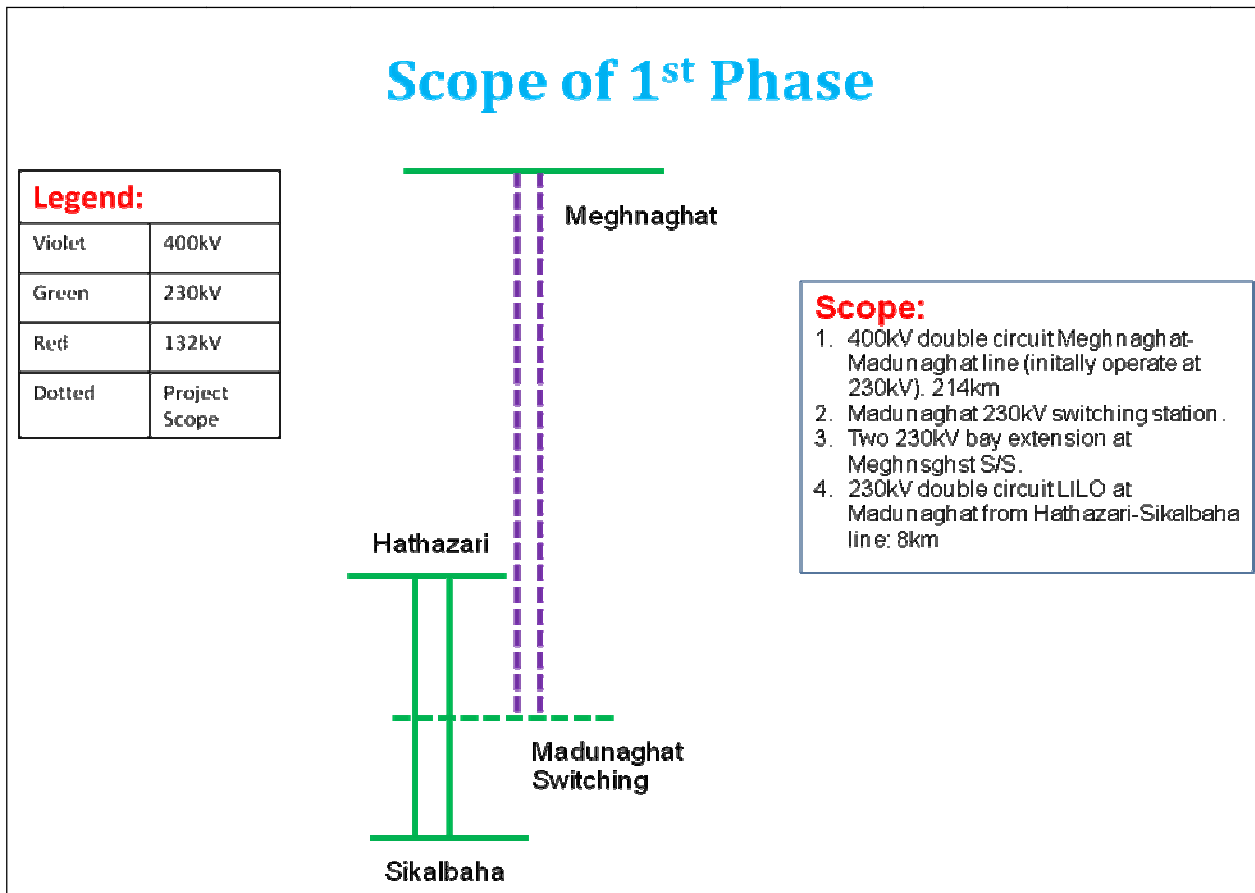 Scope of 1st Phase
Legend:
Violet 400kV
Green 230kV
Red 132kV
Dotted Project
Scope
Meghnaghat
Scope:
1. 400kV double circuit Meghnaghat-
Madunaghat line (initally operate at
230kV). 214km
2. Madunaghat 230kV switching station .
3. Two 230kV bay extension at
Meghnsghst S/S.
4. 230kV double circuit LILO at
Madunaghat from Hathazari-Sikalbaha
line: 8km
Hathazari
Madunaghat
Switching
Sikalbaha